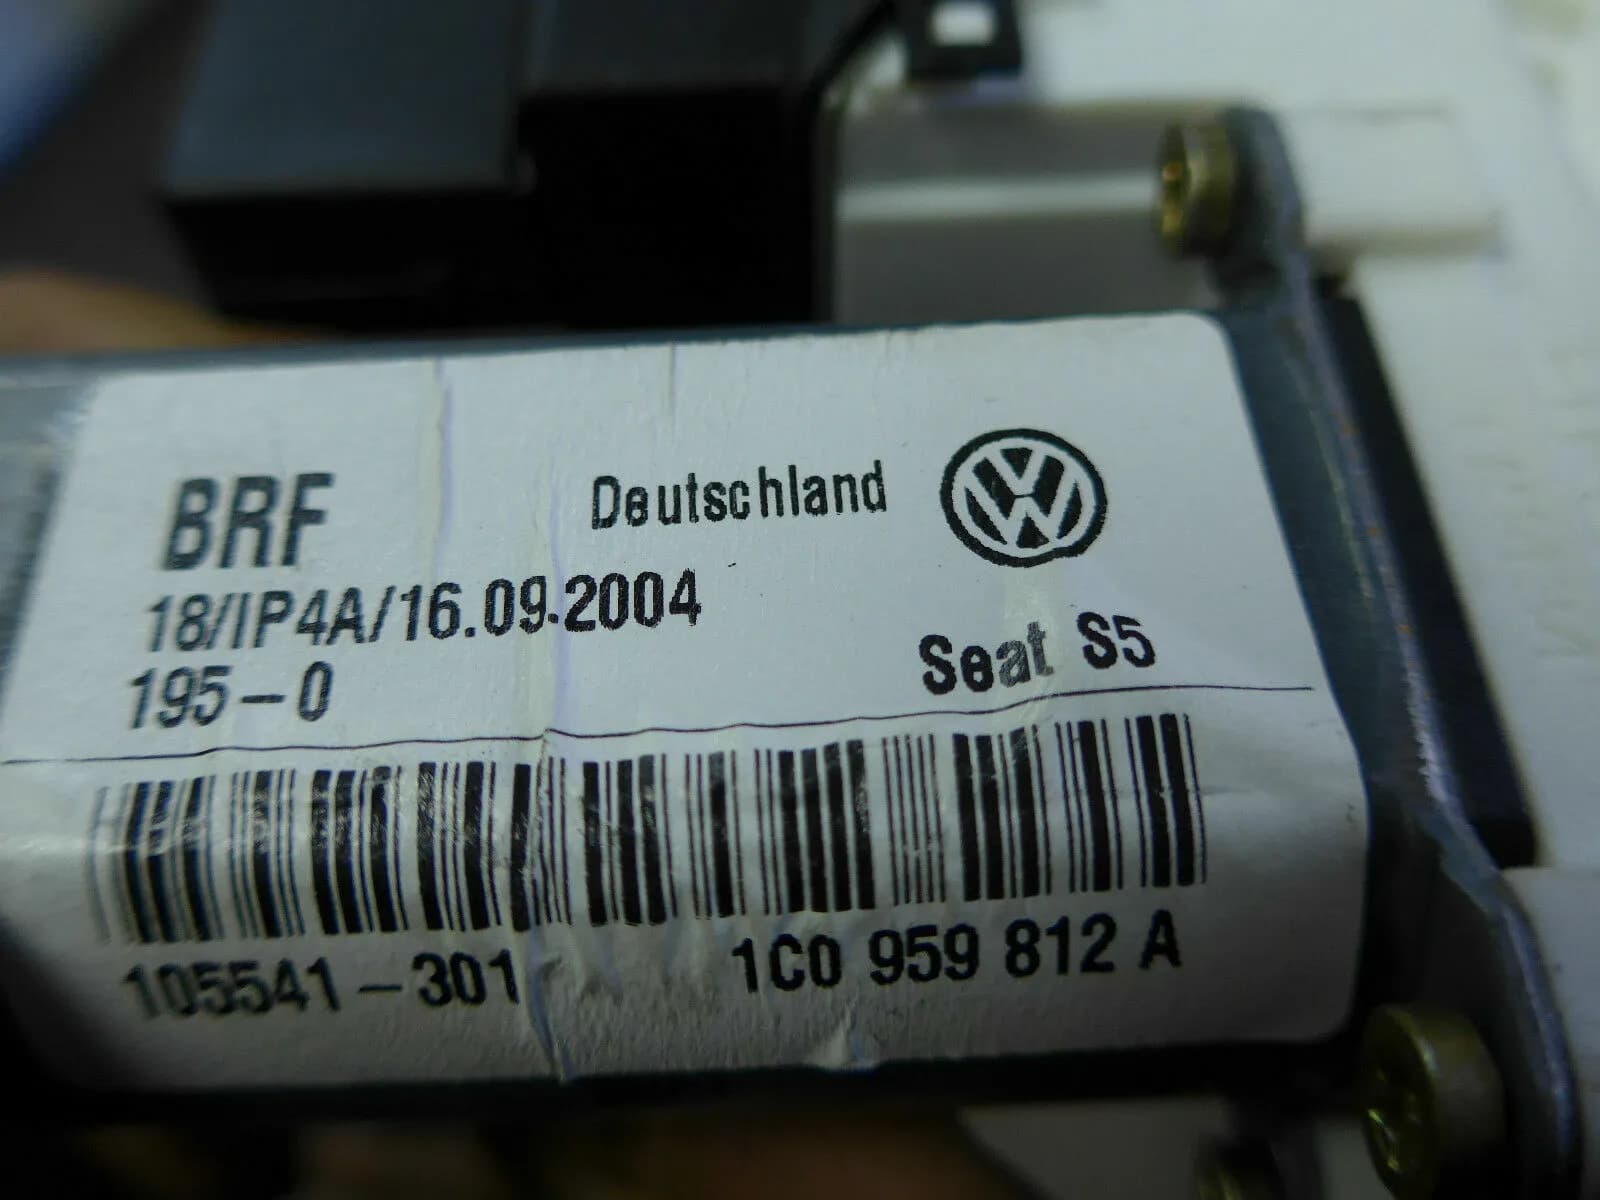 BRF Deutschland
18/IP4A/16.09.2004
195-0 Seat S5
105541-301 1C0 959 812 A